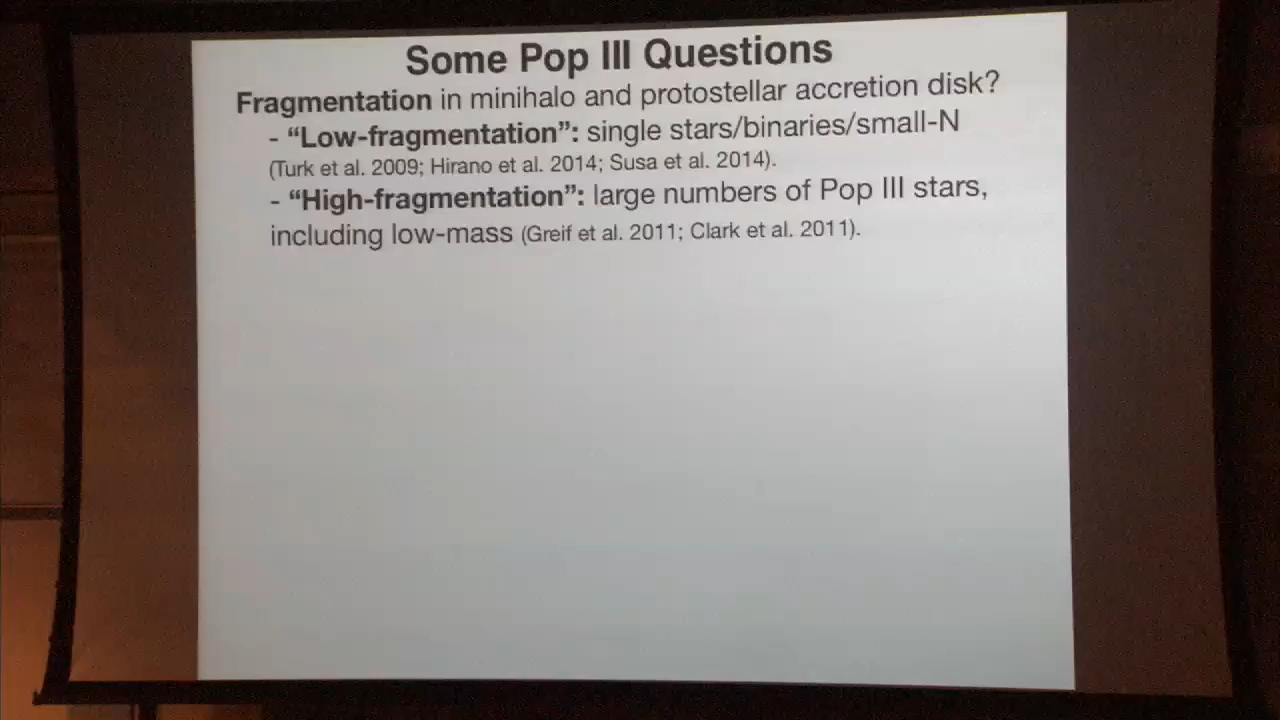 Some Pop III Questions
Fragmentation in minihalo and protostellar accretion disk?
- “Low-fragmentation”: single stars/binaries/small-N
(Turk et al. 2009; Hirano et al. 2014; Susa et al. 2014).
- “High-fragmentation”: large numbers of Pop III stars,
including low-mass (Greif et al. 2011; Clark et al. 2011).